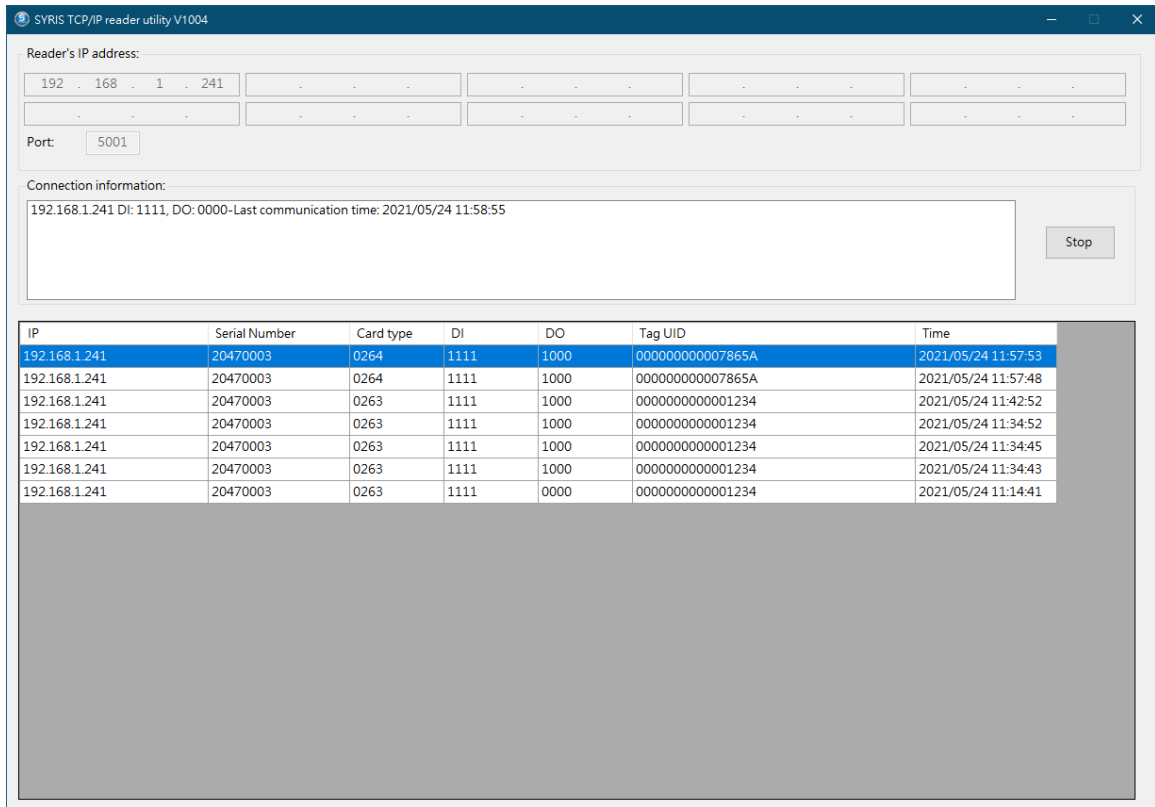 SYRIS TCP/IP reader utility V1004
Reader's IP address:
192 . 168 . 1 . 241 . . . . . . . . . . . .
. . . . . . . . . . . . . . .
Port: 5001
Connection information:
192.168.1.241 DI: 1111, DO: 0000-Last communication time: 2021/05/24 11:58:55
Stop
IP Serial Number Card type DI DO Tag UID Time
192.168.1.241 20470003 0264 1111 1000 000000000007865A 2021/05/24 11:57:53
192.168.1.241 20470003 0264 1111 1000 000000000007865A 2021/05/24 11:57:48
192.168.1.241 20470003 0263 1111 1000 0000000000001234 2021/05/24 11:42:52
192.168.1.241 20470003 0263 1111 1000 0000000000001234 2021/05/24 11:34:52
192.168.1.241 20470003 0263 1111 1000 0000000000001234 2021/05/24 11:34:45
192.168.1.241 20470003 0263 1111 1000 0000000000001234 2021/05/24 11:34:43
192.168.1.241 20470003 0263 1111 0000 0000000000001234 2021/05/24 11:14:41